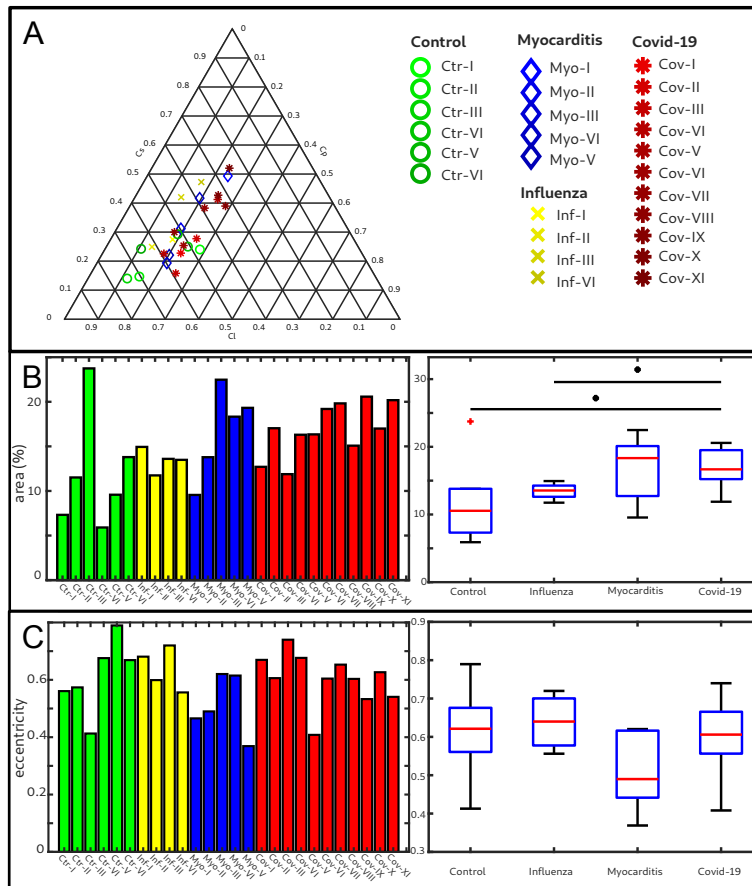 A
0
0.9 0.1
0.8 0.2
0.7 0.3
0.6 0.4
Cs Cp
0.5 0.5
0.4 0.6
0.3 0.7
0.2 0.8
0.1 0.9
0
0.9 0.8 0.7 0.6 0.5 0.4 0.3 0.2 0.1 0
Cl
Control
Ctr-I
Ctr-II
Ctr-III
Ctr-VI
Ctr-V
Ctr-VI
Myocarditis
Myo-I
Myo-II
Myo-III
Myo-VI
Myo-V
Influenza
Inf-I
Inf-II
Inf-III
Inf-VI
Covid-19
Cov-I
Cov-II
Cov-III
Cov-VI
Cov-V
Cov-VI
Cov-VII
Cov-VIII
Cov-IX
Cov-X
Cov-XI
B
area (%)
20
10
0
Ctr-I Ctr-II Ctr-III Ctr-VI Ctr-V Ctr-VI Inf-I Inf-II Inf-III Inf-VI Myo-I Myo-II Myo-III Myo-VI Myo-V Cov-I Cov-II Cov-III Cov-VI Cov-V Cov-VI Cov-VII Cov-VIII Cov-IX Cov-X Cov-XI
30
20
10
0
Control Influenza Myocarditis Covid-19
C
eccentricity
0.6
0.4
0.2
0
Ctr-I Ctr-II Ctr-III Ctr-VI Ctr-V Ctr-VI Inf-I Inf-II Inf-III Inf-VI Myo-I Myo-II Myo-III Myo-VI Myo-V Cov-I Cov-II Cov-III Cov-VI Cov-V Cov-VI Cov-VII Cov-VIII Cov-IX Cov-X Cov-XI
0.9
0.8
0.7
0.6
0.5
0.4
0.3
Control Influenza Myocarditis Covid-19